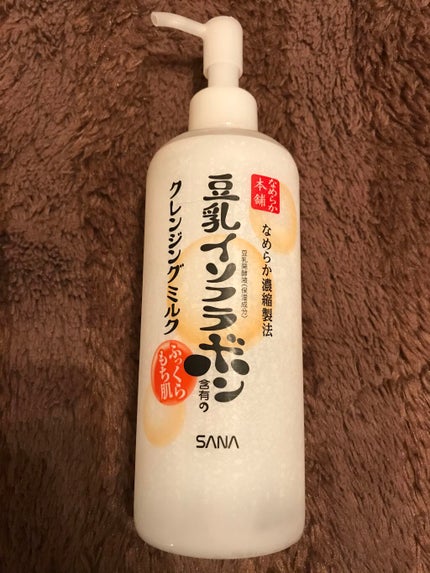 なめらか
本舗
なめらか濃縮製法
豆乳イソフラボン
含有の
豆乳発酵液(保湿成分)
クレンジングミルク
ふっくら
もち肌
SANA